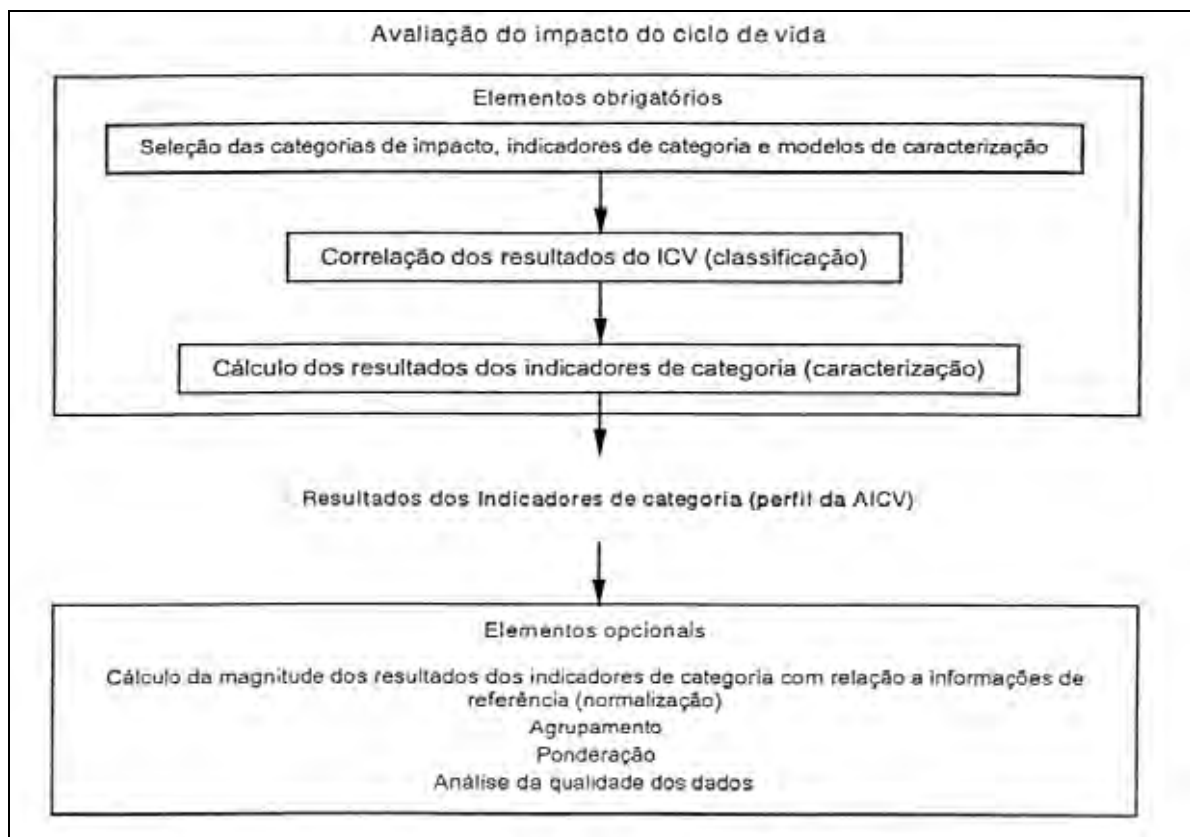 Avaliação do impacto do ciclo de vida
Elementos obrigatórios
Seleção das categorias de impacto, indicadores de categoria e modelos de caracterização
Correlação dos resultados do ICV (classificação)
Cálculo dos resultados dos indicadores de categoria (caracterização)
Resultados dos Indicadores de categoria (perfil da AICV)
Elementos opcionais
Cálculo da magnitude dos resultados dos indicadores de categoria com relação a informações de
referência (normalização)
Agrupamento
Ponderação
Análise da qualidade dos dados